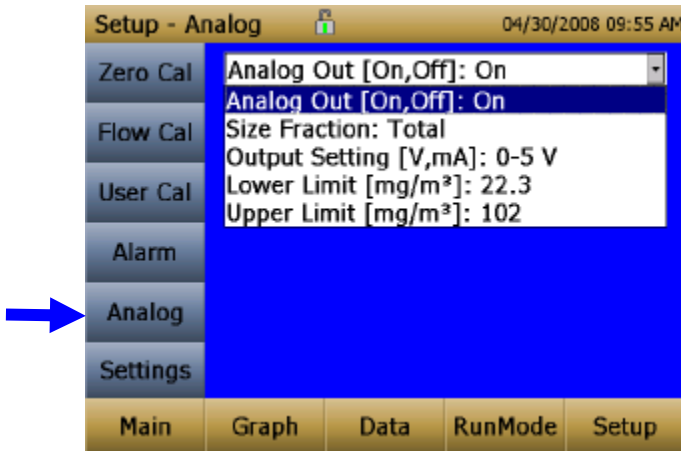 Setup - Analog 04/30/2008 09:55 AM
Zero Cal
Flow Cal
User Cal
Alarm
Analog
Settings
Analog Out [On,Off]: On
Analog Out [On,Off]: On
Size Fraction: Total
Output Setting [V,mA]: 0-5 V
Lower Limit [mg/m³]: 22.3
Upper Limit [mg/m³]: 102
Main Graph Data RunMode Setup